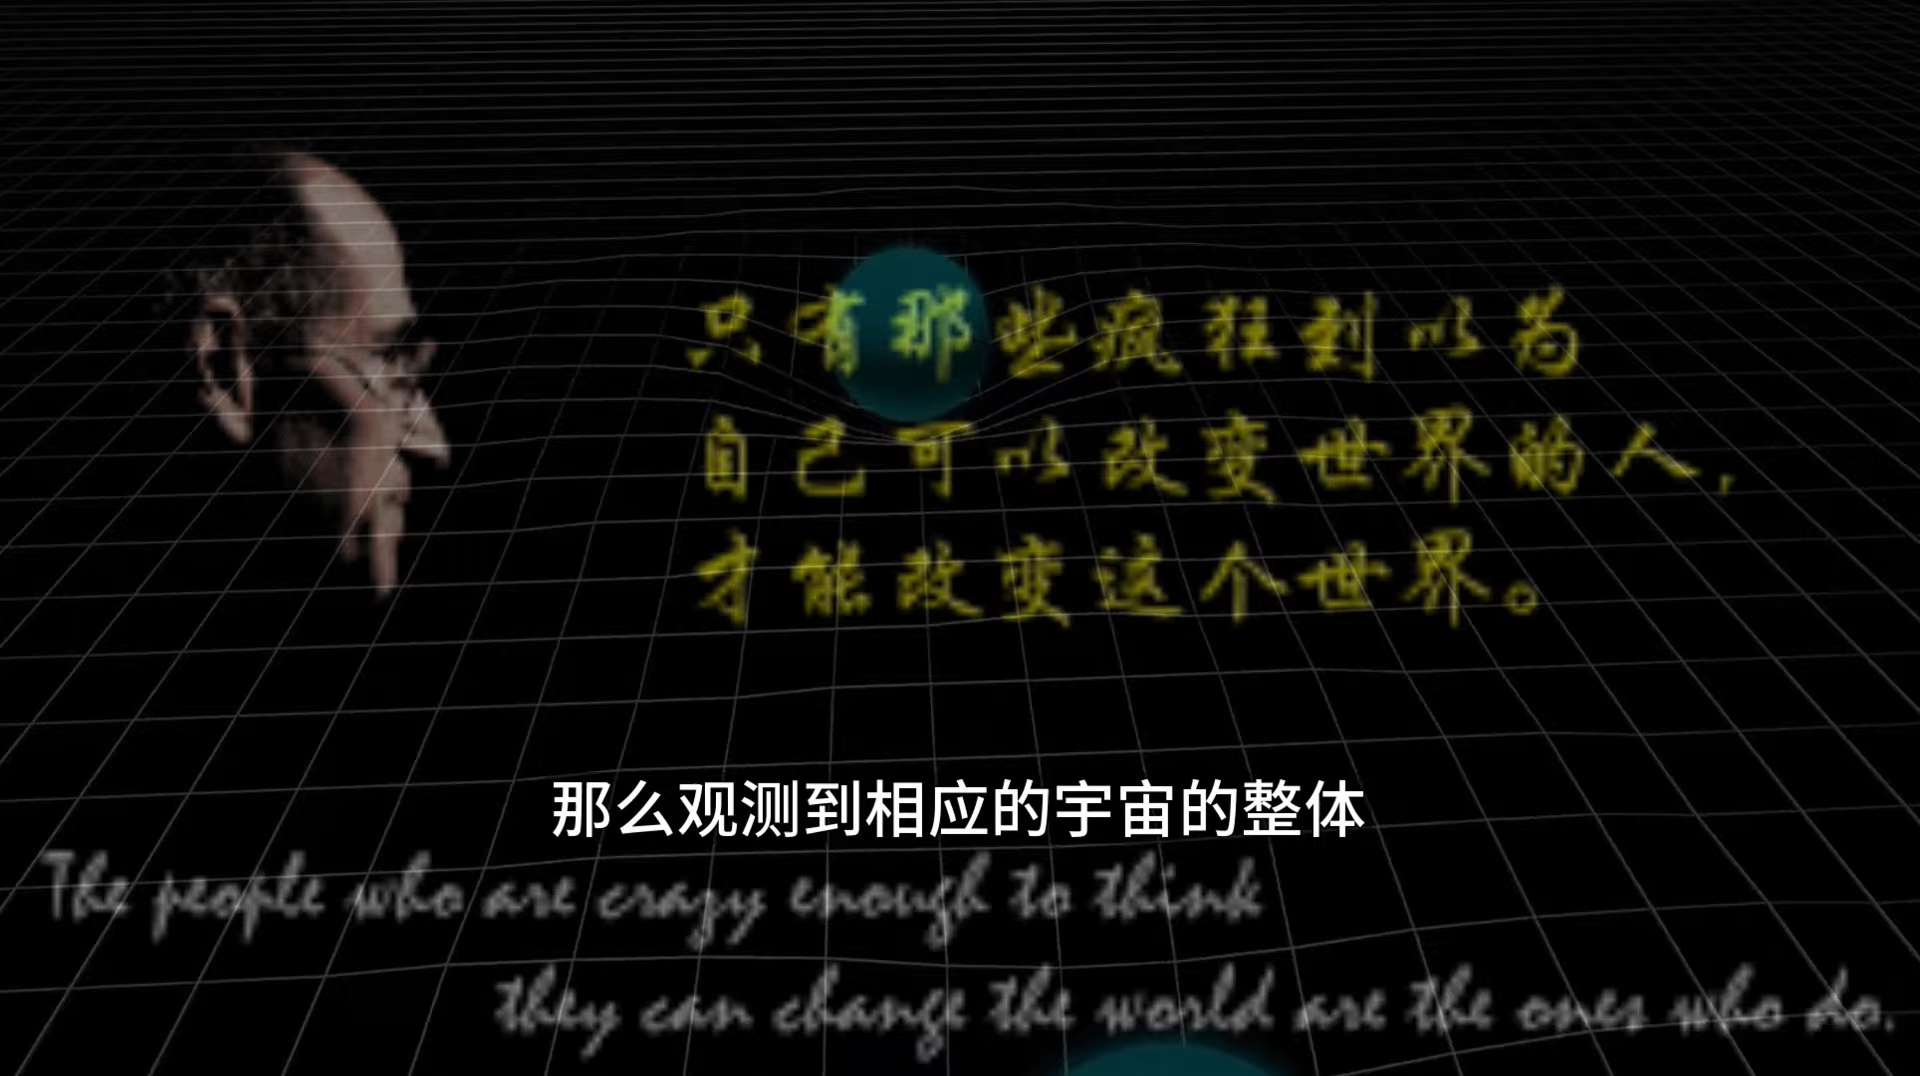 只有那些疯狂到以为
自己可以改变世界的人,
才能改变这个世界。
那么观测到相应的宇宙的整体
The people who are crazy enough to think
they can change the world are the ones who do.